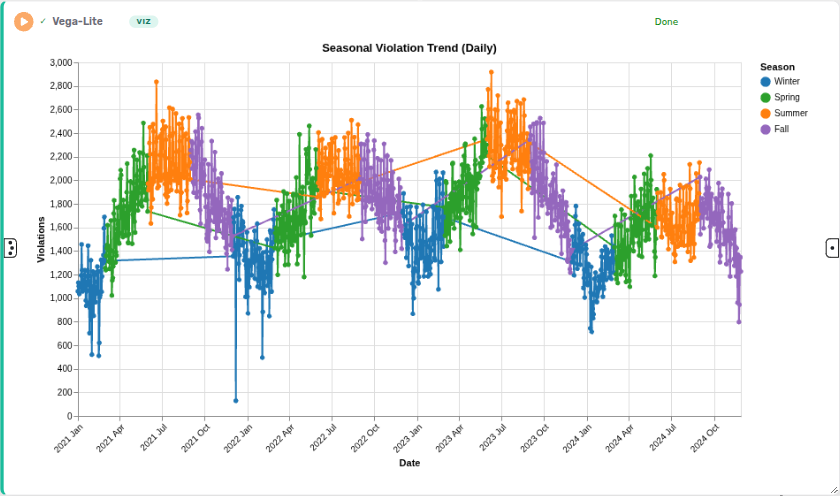 ✓ Vega-Lite VIZ Done
Seasonal Violation Trend (Daily)
3,000
2,800
2,600
2,400
2,200
2,000
1,800
1,600
1,400
1,200
1,000
800
600
400
200
0
Violations
2021 Jan
2021 Apr
2021 Jul
2021 Oct
2022 Jan
2022 Apr
2022 Jul
2022 Oct
2023 Jan
2023 Apr
2023 Jul
2023 Oct
2024 Jan
2024 Apr
2024 Jul
2024 Oct
Date
Season
Winter
Spring
Summer
Fall